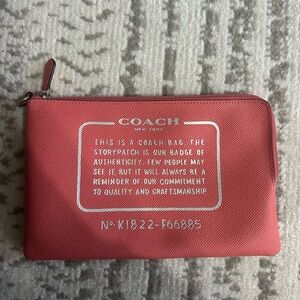 COACH
NEW YORK
THIS IS A COACH BAG. THE
STORYPATCH IS OUR BADGE OF
AUTHENTICITY. FEW PEOPLE MAY
SEE IT, BUT IT WILL ALWAYS BE A
REMINDER OF OUR COMMITMENT
TO QUALITY AND CRAFTSMANSHIP.
Nº K1822-F66885